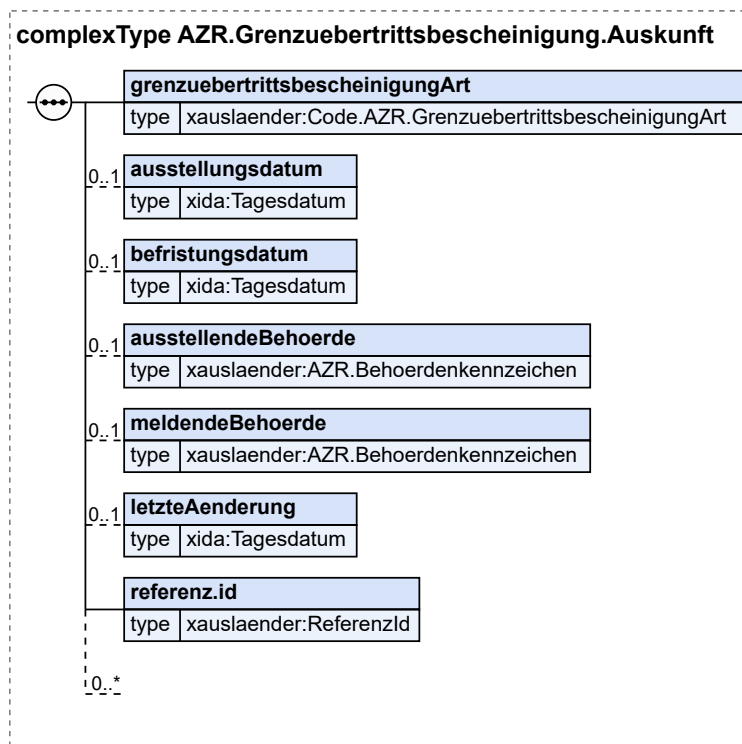 complexType AZR.Grenzuebertrittsbescheinigung.Auskunft
grenzuebertrittsbescheinigungArt
type xauslaender:Code.AZR.GrenzuebertrittsbescheinigungArt
0..1 ausstellungsdatum
type xida:Tagesdatum
0..1 befristungsdatum
type xida:Tagesdatum
0..1 ausstellendeBehoerde
type xauslaender:AZR.Behoerdenkennzeichen
0..1 meldendeBehoerde
type xauslaender:AZR.Behoerdenkennzeichen
0..1 letzteAenderung
type xida:Tagesdatum
referenz.id
type xauslaender:ReferenzId
0..*